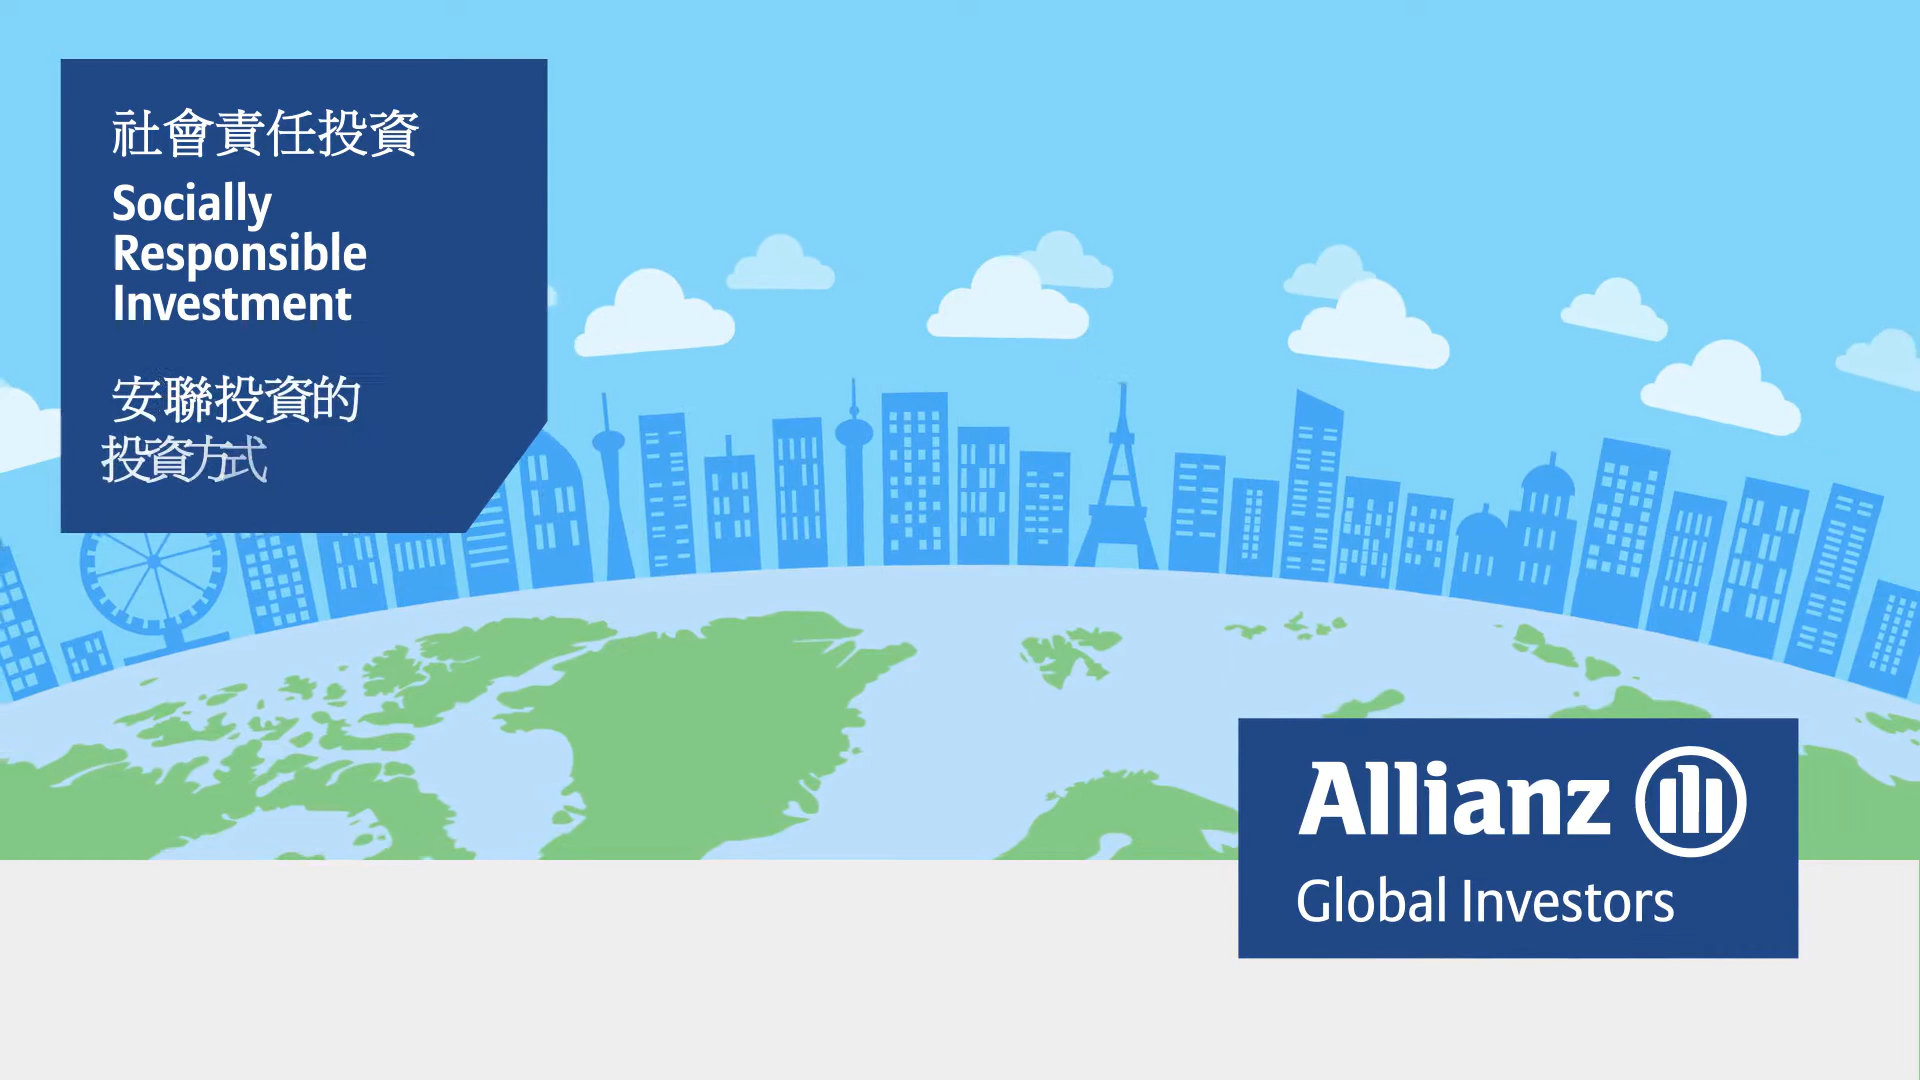 社會責任投資
Socially
Responsible
Investment
安聯投資的
投資方式
Allianz
Global Investors